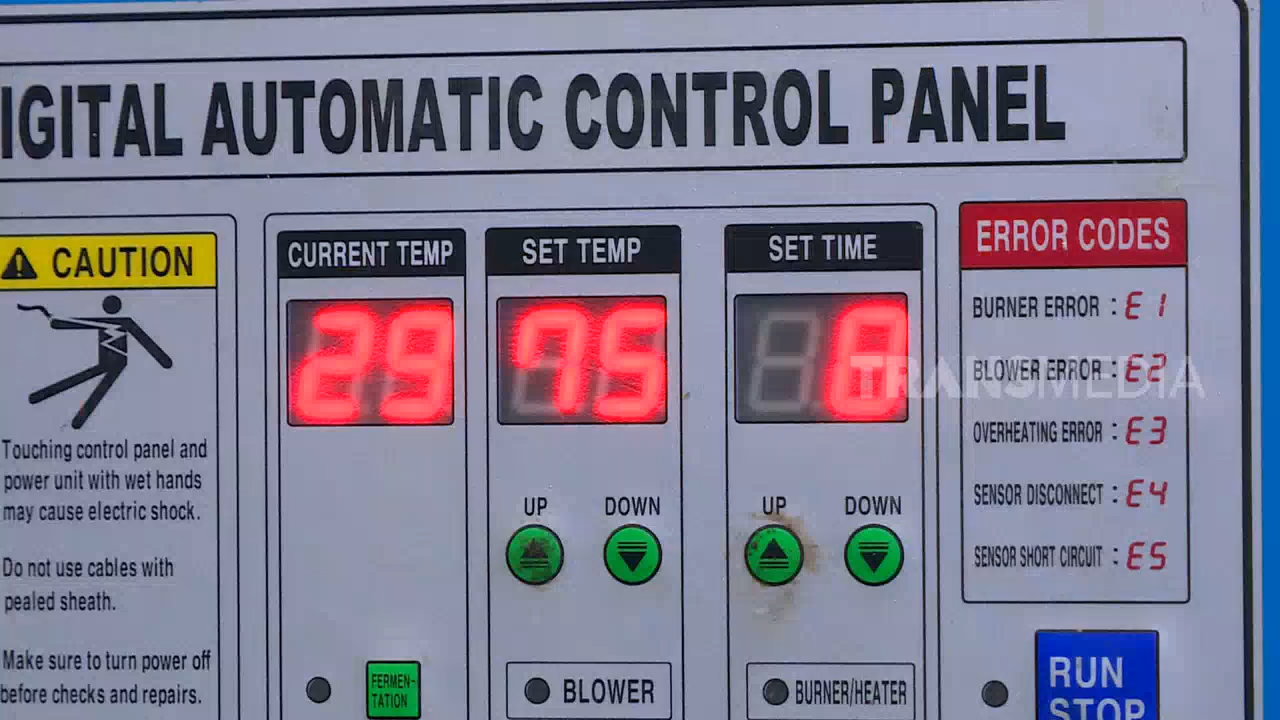 IGITAL AUTOMATIC CONTROL PANEL
CAUTION
Touching control panel and
power unit with wet hands
may cause electric shock.
Do not use cables with
pealed sheath.
Make sure to turn power off
before checks and repairs.
CURRENT TEMP
29
FERMEN-
TATION
SET TEMP
75
UP DOWN
BLOWER
SET TIME
0
UP DOWN
BURNER/HEATER
ERROR CODES
BURNER ERROR : E1
BLOWER ERROR : E2
OVERHEATING ERROR : E3
SENSOR DISCONNECT : E4
SENSOR SHORT CIRCUIT : E5
RUN
STOP
TRANSMEDIA